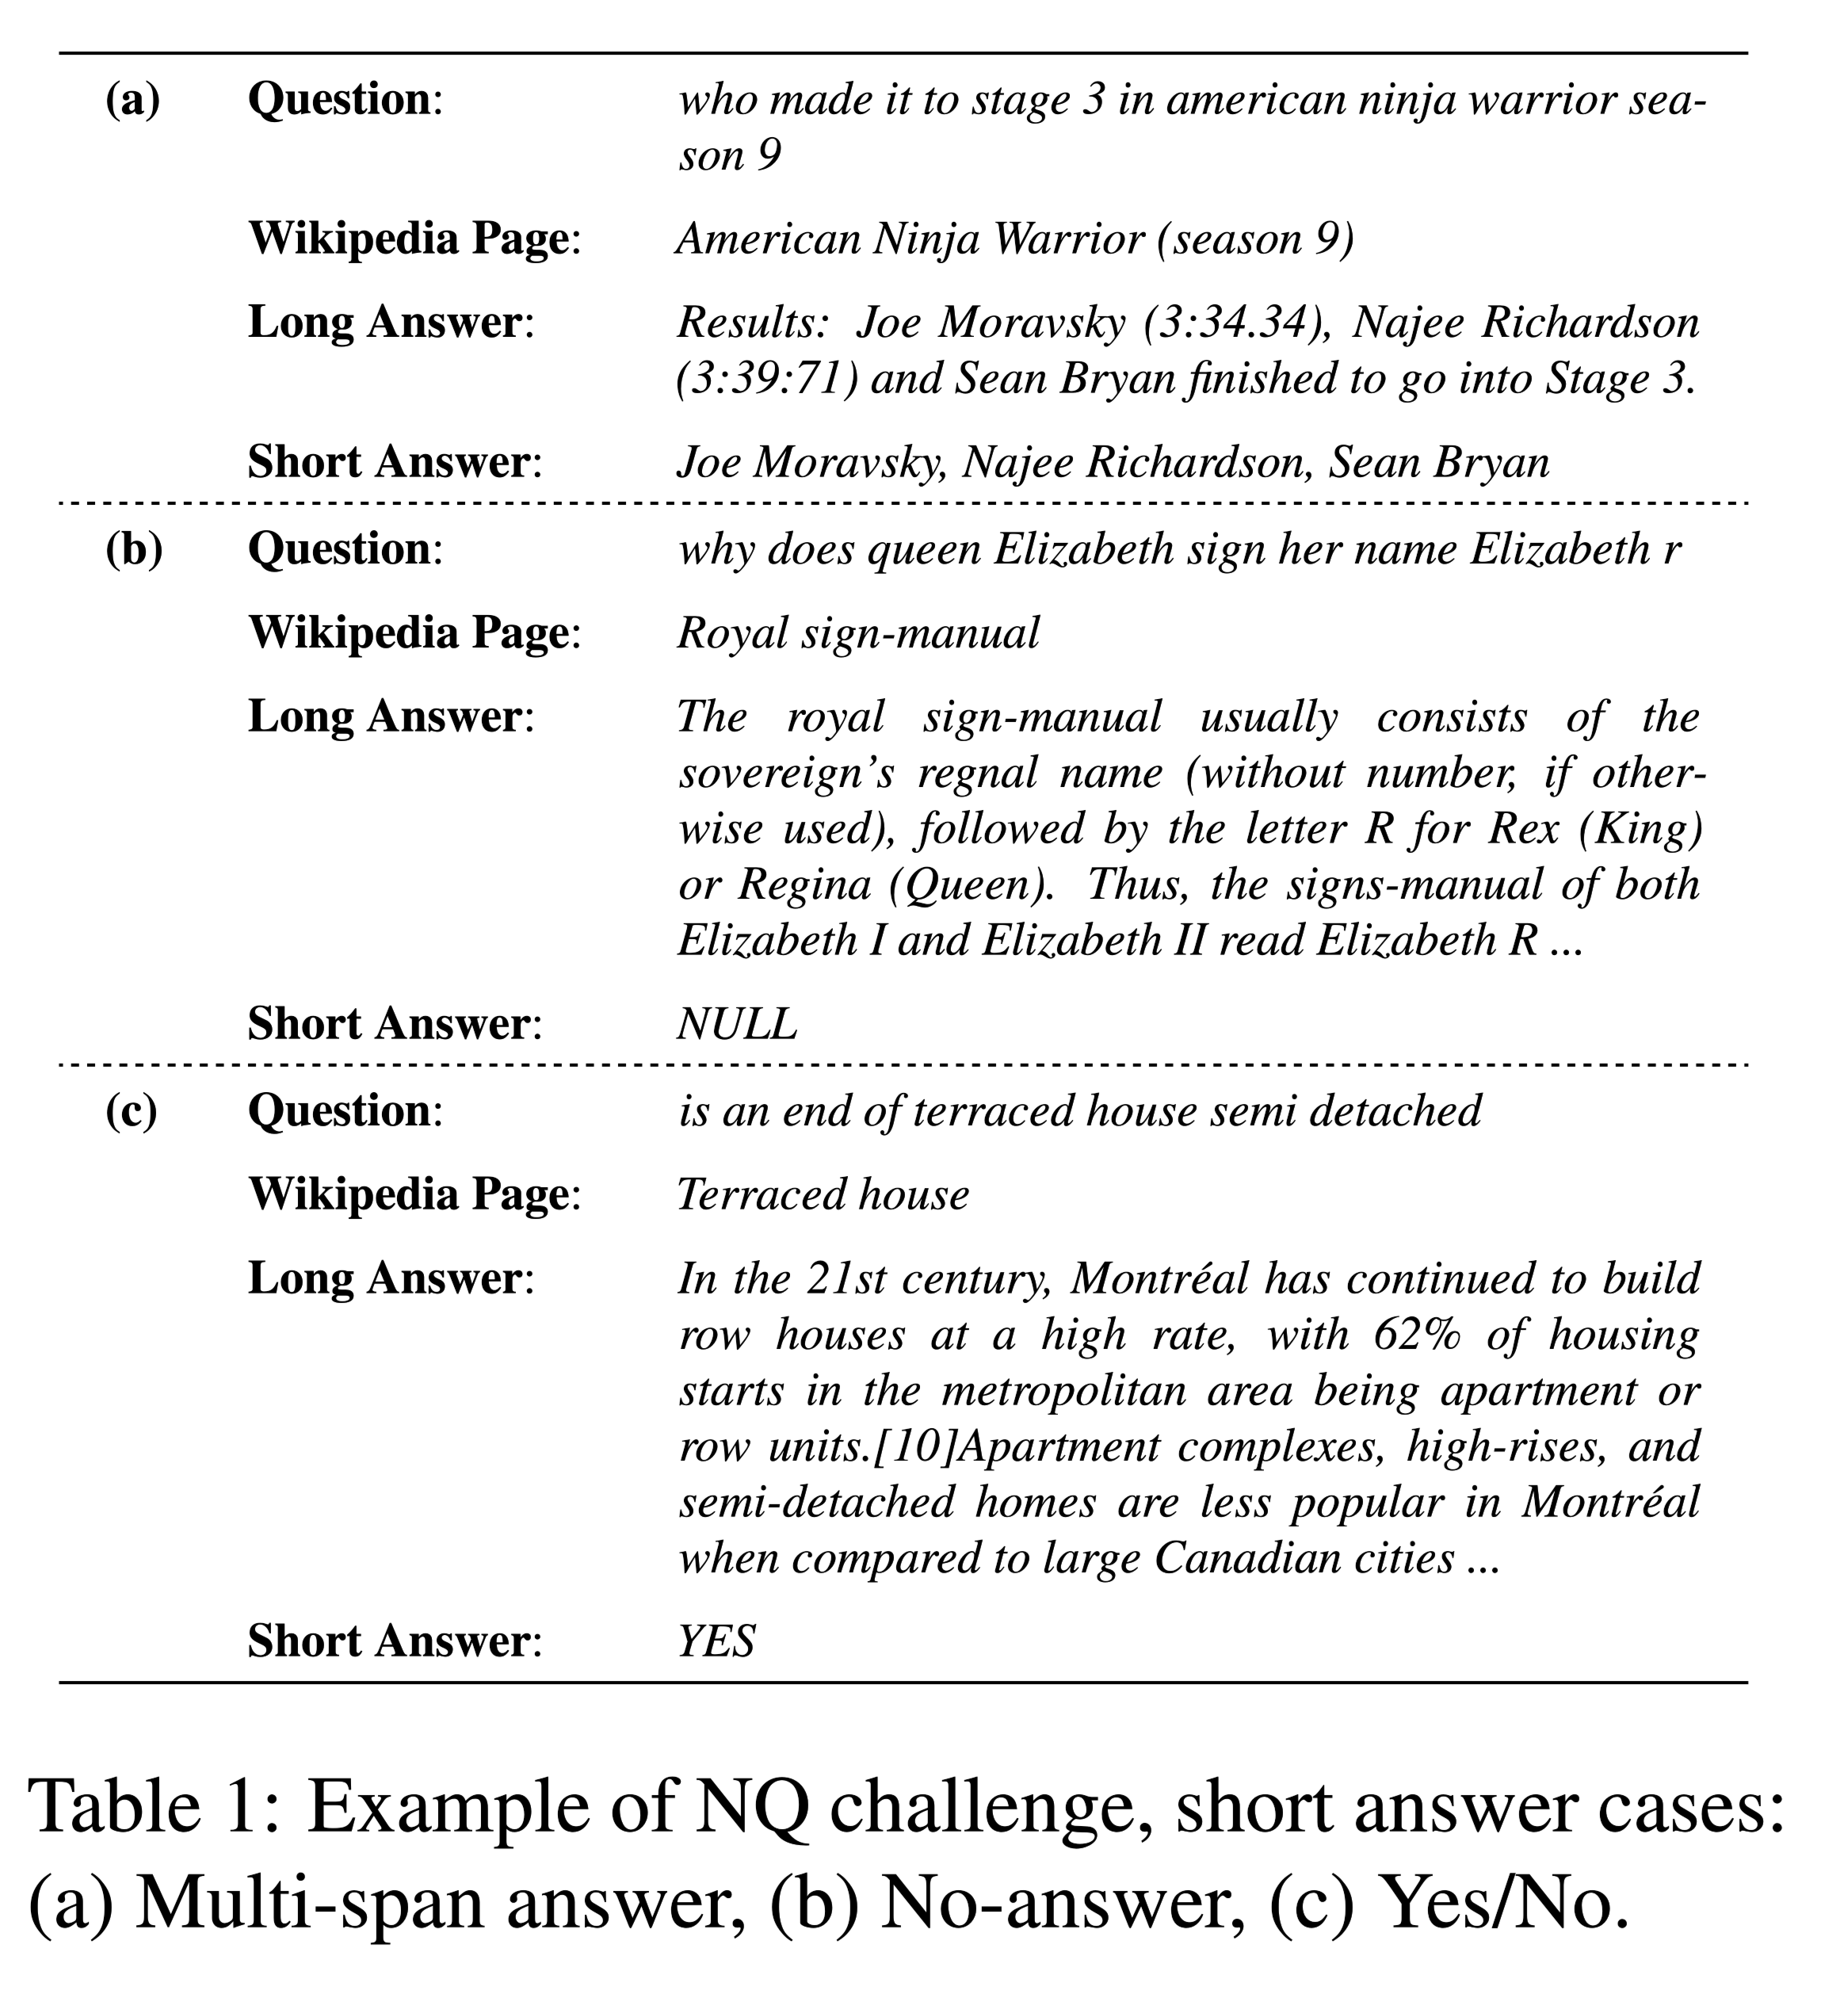 (a) Question: who made it to stage 3 in american ninja warrior sea-
son 9
Wikipedia Page: American Ninja Warrior (season 9)
Long Answer: Results: Joe Moravsky (3:34.34), Najee Richardson
(3:39:71) and Sean Bryan finished to go into Stage 3.
Short Answer: Joe Moravsky, Najee Richardson, Sean Bryan
(b) Question: why does queen Elizabeth sign her name Elizabeth r
Wikipedia Page: Royal sign-manual
Long Answer: The royal sign-manual usually consists of the
sovereign's regnal name (without number, if other-
wise used), followed by the letter R for Rex (King)
or Regina (Queen). Thus, the signs-manual of both
Elizabeth I and Elizabeth II read Elizabeth R ...
Short Answer: NULL
(c) Question: is an end of terraced house semi detached
Wikipedia Page: Terraced house
Long Answer: In the 21st century, Montréal has continued to build
row houses at a high rate, with 62% of housing
starts in the metropolitan area being apartment or
row units.[10]Apartment complexes, high-rises, and
semi-detached homes are less popular in Montréal
when compared to large Canadian cities ...
Short Answer: YES
Table 1: Example of NQ challenge, short answer cases:
(a) Multi-span answer, (b) No-answer, (c) Yes/No.